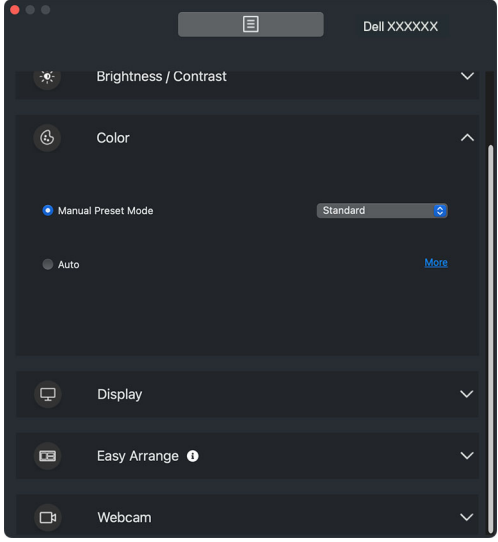 Dell XXXXXX
Brightness / Contrast
Color
Manual Preset Mode Standard
Auto More
Display
Easy Arrange
Webcam